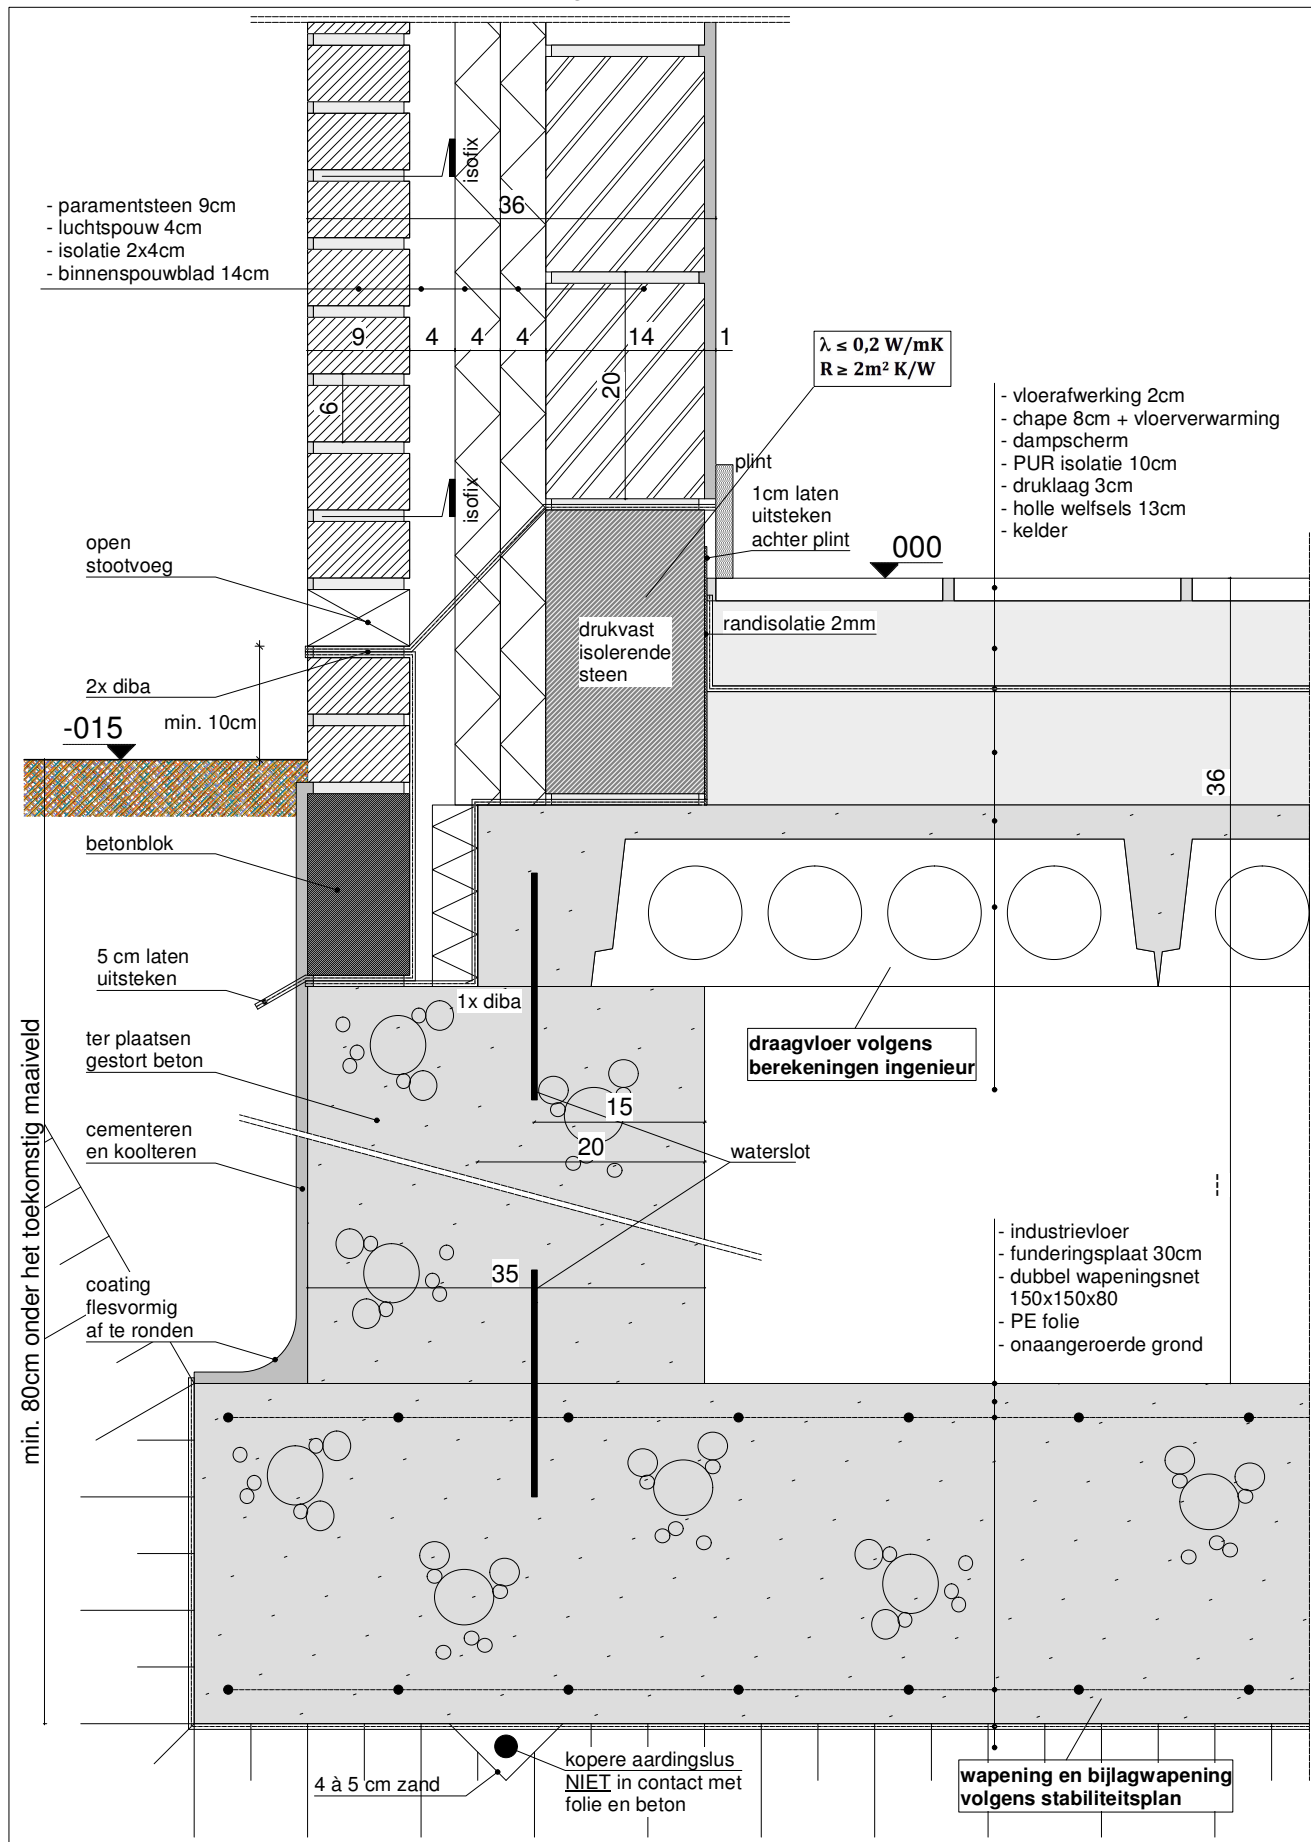 isofix
36
- paramentsteen 9cm
- luchtspouw 4cm
- isolatie 2x4cm
- binnenspouwblad 14cm
9
4
4
4
14
1
6
20
λ ≤ 0,2 W/mK
R ≥ 2m² K/W
- vloerafwerking 2cm
- chape 8cm + vloerverwarming
- dampscherm
- PUR isolatie 10cm
- druklaag 3cm
- holle welfsels 13cm
- kelder
plint
1cm laten
uitsteken
achter plint
isofix
000
open
stootvoeg
drukvast
isolerende
steen
randisolatie 2mm
2x diba
min. 10cm
-015
36
betonblok
5 cm laten
uitsteken
1x diba
ter plaatsen
gestort beton
draagvloer volgens
berekeningen ingenieur
15
cementeren
en koolteren
20
waterslot
min. 80cm onder het toekomstig maaiveld
- industrievloer
- funderingsplaat 30cm
- dubbel wapeningsnet
150x150x80
- PE folie
- onaangeroerde grond
35
coating
flesvormig
af te ronden
4 à 5 cm zand
kopere aardingslus
NIET in contact met
folie en beton
wapening en bijlagwapening
volgens stabiliteitsplan